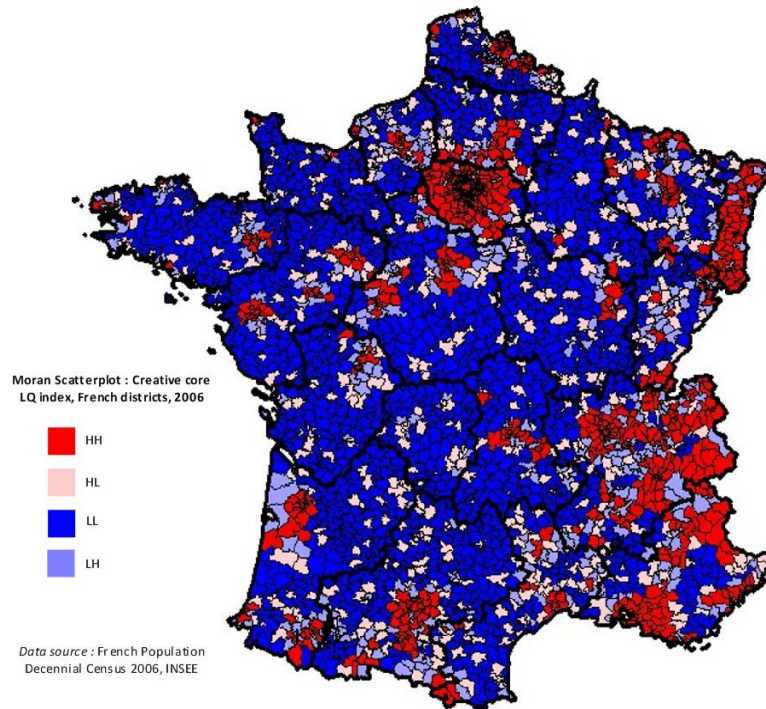 Moran Scatterplot : Creative core
LQ index, French districts, 2006
HH
HL
LL
LH
Data source : French Population
Decennial Census 2006, INSEE